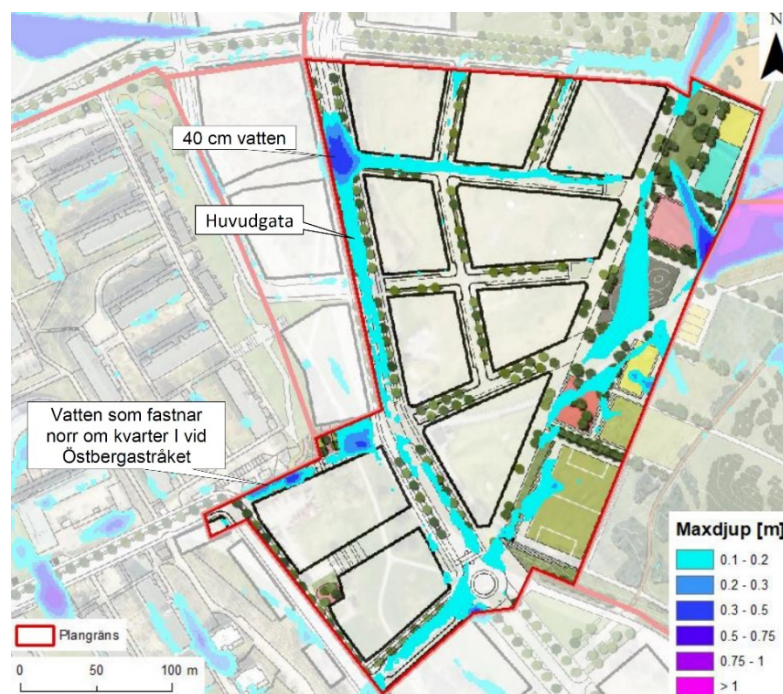 N
40 cm vatten
Huvudgata
Vatten som fastnar
norr om kvarter I vid
Östbergastråket
Maxdjup [m]
0.1 - 0.2
0.2 - 0.3
0.3 - 0.5
0.5 - 0.75
0.75 - 1
> 1
Plangräns
0 50 100 m